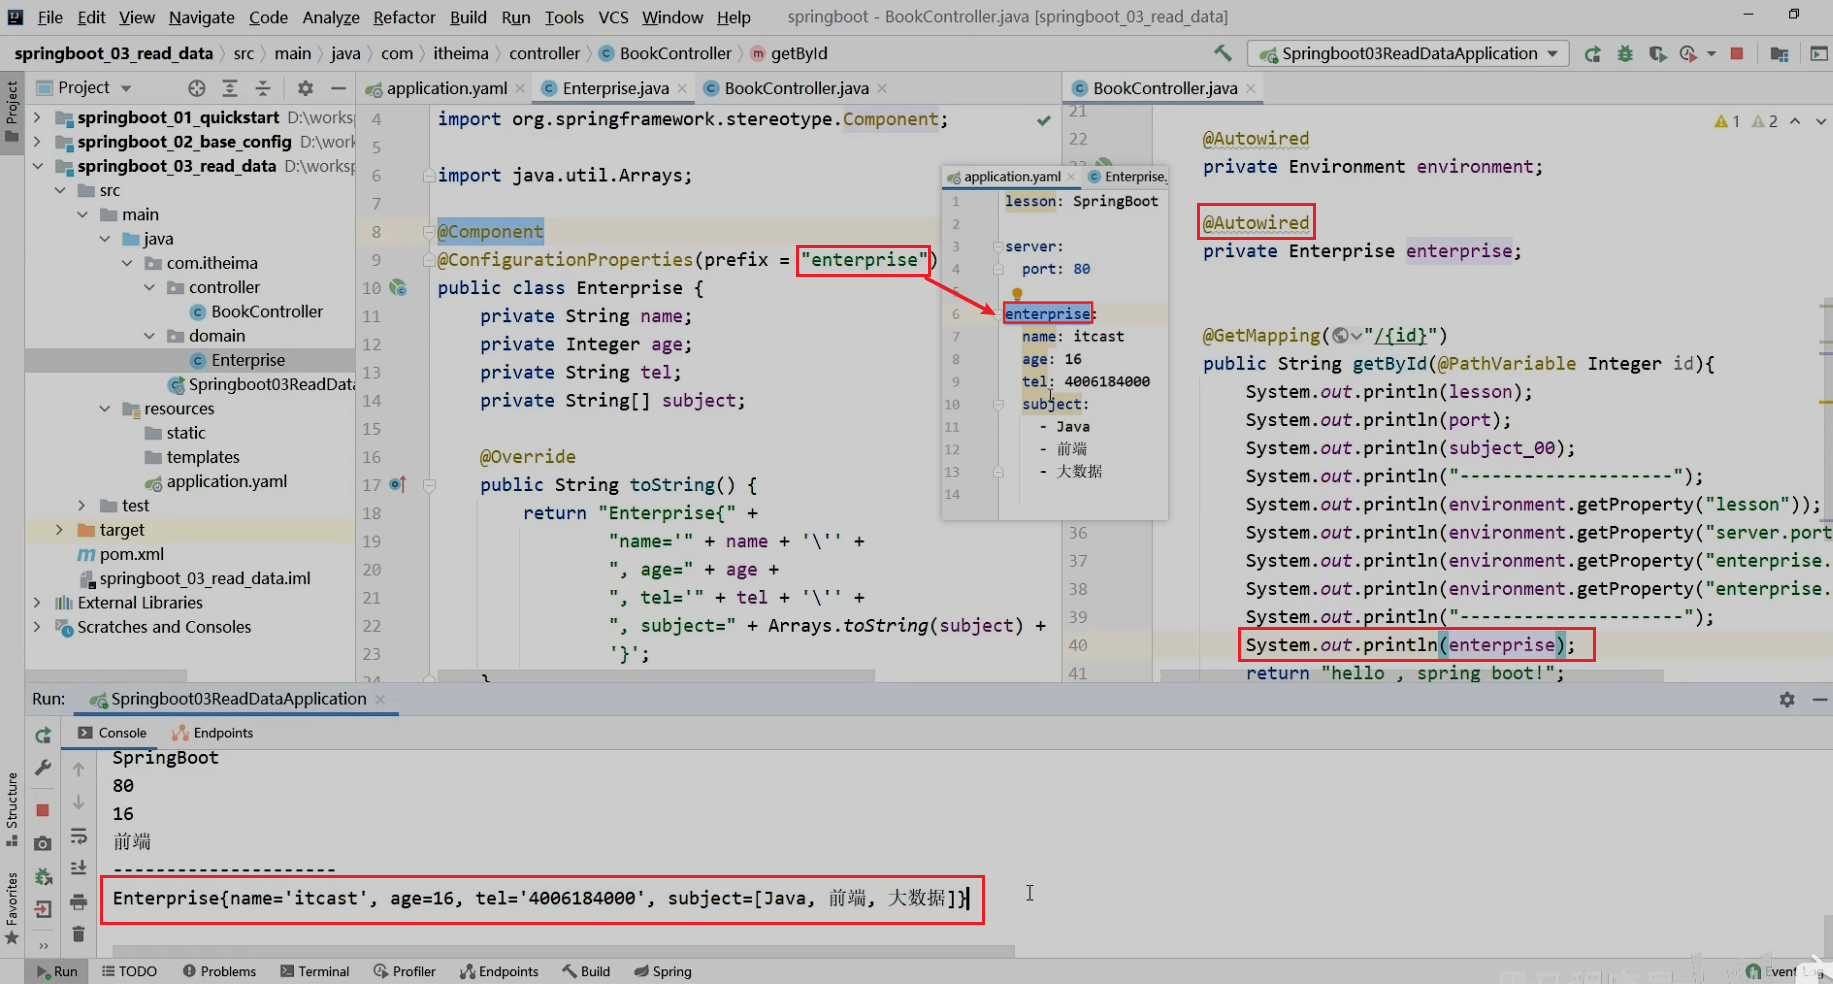 File Edit View Navigate Code Analyze Refactor Build Run Tools VCS Window Help springboot - BookController.java [springboot_03_read_data]
springboot_03_read_data src main java com itheima controller BookController getById Springboot03ReadDataApplication
Project
Project
application.yaml
Enterprise.java
BookController.java
BookController.java
springboot_01_quickstart D:\worksp
springboot_02_base_config D:\work
springboot_03_read_data D:\worksp
src
main
java
com.itheima
controller
BookController
domain
Enterprise
Springboot03ReadData
resources
static
templates
application.yaml
test
target
pom.xml
springboot_03_read_data.iml
External Libraries
Scratches and Consoles
4 import org.springframework.stereotype.Component;
5
6 import java.util.Arrays;
7
8 @Component
9 @ConfigurationProperties(prefix = "enterprise")
10 public class Enterprise {
11 private String name;
12 private Integer age;
13 private String tel;
14 private String[] subject;
15
16 @Override
17 public String toString() {
18 return "Enterprise{" +
19 "name='" + name + '\'' +
20 ", age=" + age +
21 ", tel='" + tel + '\'' +
22 ", subject=" + Arrays.toString(subject) +
23 '}';
24 }
application.yaml Enterprise.
1 lesson: SpringBoot
2
3 server:
4 port: 80
5
6 enterprise:
7 name: itcast
8 age: 16
9 tel: 4006184000
10 subject:
11 - Java
12 - 前端
13 - 大数据
14
21
1 2
22 @Autowired
23 private Environment environment;
@Autowired
private Enterprise enterprise;
@GetMapping("/{id}")
public String getById(@PathVariable Integer id){
System.out.println(lesson);
System.out.println(port);
System.out.println(subject_00);
System.out.println("--------------------");
System.out.println(environment.getProperty("lesson"));
36 System.out.println(environment.getProperty("server.port
37 System.out.println(environment.getProperty("enterprise.
38 System.out.println(environment.getProperty("enterprise.
39 System.out.println("---------------------");
40 System.out.println(enterprise);
41 return "hello , spring boot!";
Run: Springboot03ReadDataApplication
Console Endpoints
SpringBoot
80
16
前端
---------------------
Enterprise{name='itcast', age=16, tel='4006184000', subject=[Java, 前端, 大数据]}
Structure
Favorites
Run TODO Problems Terminal Profiler Endpoints Build Spring Event Log